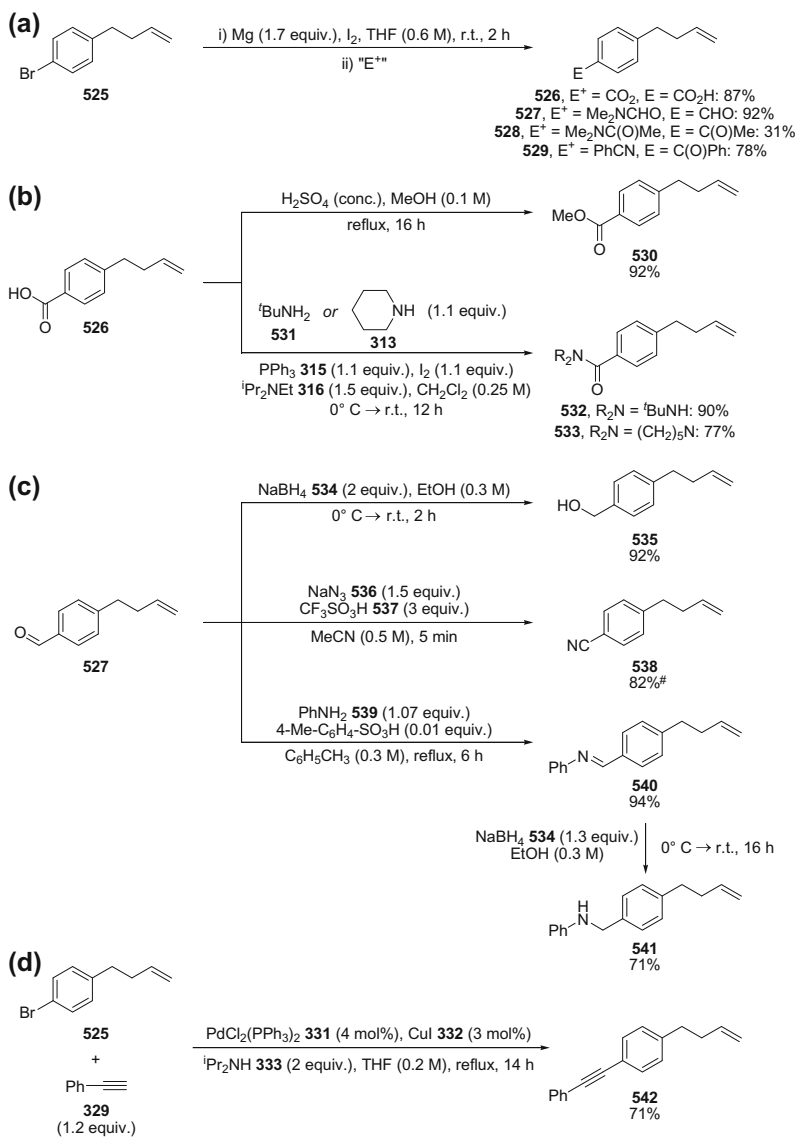 (a)
i) Mg (1.7 equiv.), I₂, THF (0.6 M), r.t., 2 h
ii) "E⁺"
Br
525
E
526, E⁺ = CO₂, E = CO₂H: 87%
527, E⁺ = Me₂NCHO, E = CHO: 92%
528, E⁺ = Me₂NC(O)Me, E = C(O)Me: 31%
529, E⁺ = PhCN, E = C(O)Ph: 78%
(b)
H₂SO₄ (conc.), MeOH (0.1 M)
reflux, 16 h
MeO
O
530
92%
HO
O
526
ᵗBuNH₂ or NH (1.1 equiv.)
531 313
PPh₃ 315 (1.1 equiv.), I₂ (1.1 equiv.)
ⁱPr₂NEt 316 (1.5 equiv.), CH₂Cl₂ (0.25 M)
0° C → r.t., 12 h
R₂N
O
532, R₂N = ᵗBuNH: 90%
533, R₂N = (CH₂)₅N: 77%
(c)
NaBH₄ 534 (2 equiv.), EtOH (0.3 M)
0° C → r.t., 2 h
HO
535
92%
O
527
NaN₃ 536 (1.5 equiv.)
CF₃SO₃H 537 (3 equiv.)
MeCN (0.5 M), 5 min
NC
538
82%#
PhNH₂ 539 (1.07 equiv.)
4-Me-C₆H₄-SO₃H (0.01 equiv.)
C₆H₅CH₃ (0.3 M), reflux, 6 h
Ph N
540
94%
NaBH₄ 534 (1.3 equiv.)
EtOH (0.3 M)
0° C → r.t., 16 h
H
Ph N
541
71%
(d)
Br
525
+
Ph
329
(1.2 equiv.)
PdCl₂(PPh₃)₂ 331 (4 mol%), CuI 332 (3 mol%)
ⁱPr₂NH 333 (2 equiv.), THF (0.2 M), reflux, 14 h
Ph
542
71%